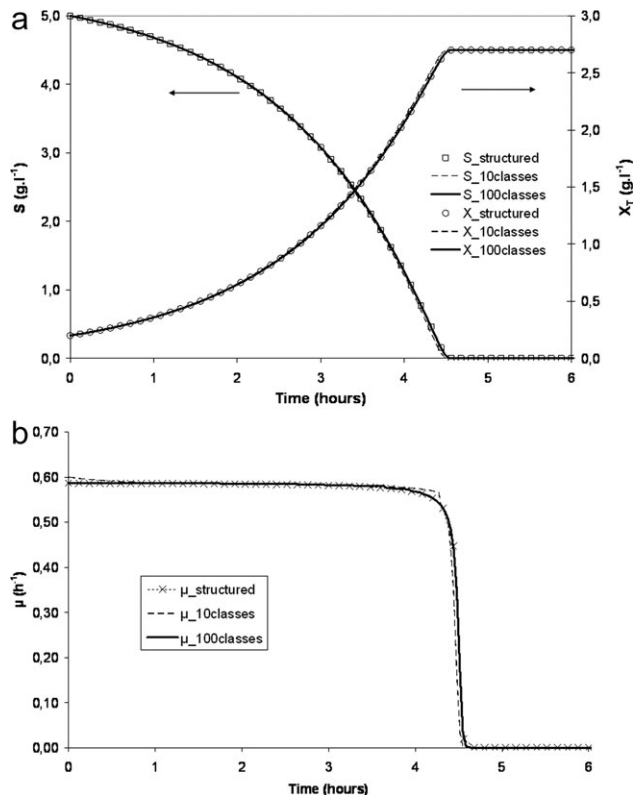 a
5,0
4,0
3,0
2,0
1,0
0,0
S (g.l⁻¹)
3,0
2,5
2,0
1,5
1,0
0,5
0,0
X_T (g.l⁻¹)
S_structured
S_10classes
S_100classes
X_structured
X_10classes
X_100classes
0 1 2 3 4 5 6
Time (hours)
b
0,70
0,60
0,50
0,40
0,30
0,20
0,10
0,00
µ (h⁻¹)
µ_structured
µ_10classes
µ_100classes
0 1 2 3 4 5 6
Time (hours)